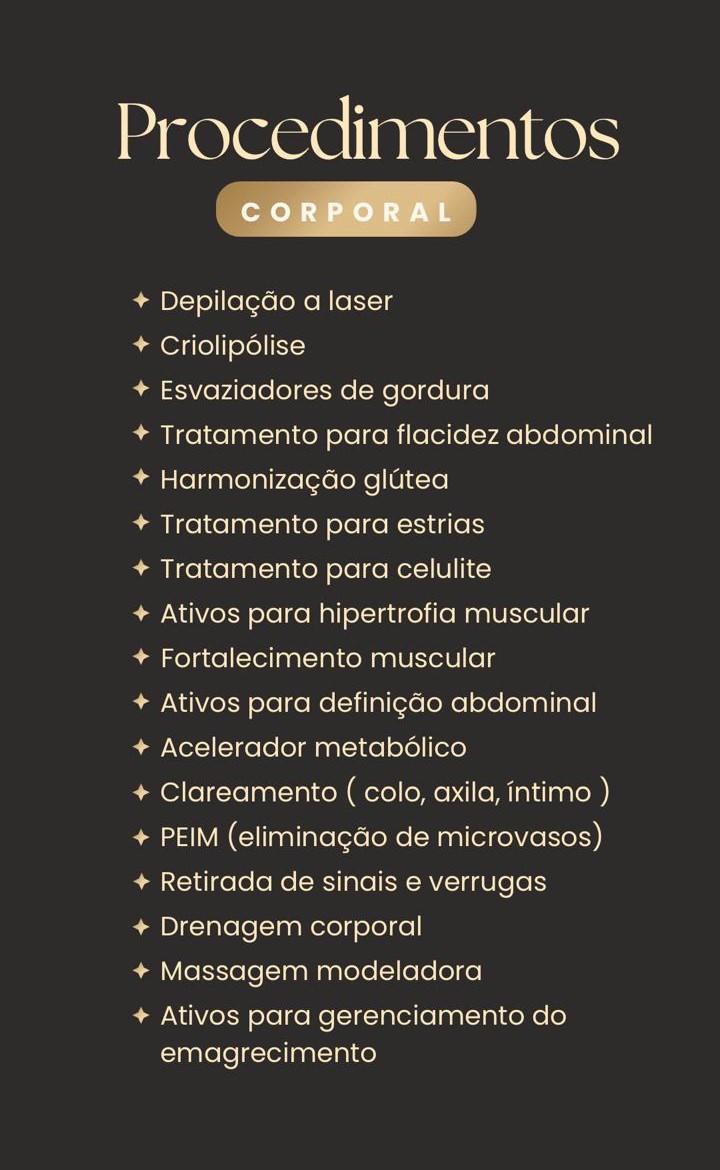 Procedimentos
CORPORAL
Depilação a laser
Criolipólise
Esvaziadores de gordura
Tratamento para flacidez abdominal
Harmonização glútea
Tratamento para estrias
Tratamento para celulite
Ativos para hipertrofia muscular
Fortalecimento muscular
Ativos para definição abdominal
Acelerador metabólico
Clareamento ( colo, axila, íntimo )
PEIM (eliminação de microvasos)
Retirada de sinais e verrugas
Drenagem corporal
Massagem modeladora
Ativos para gerenciamento do
emagrecimento